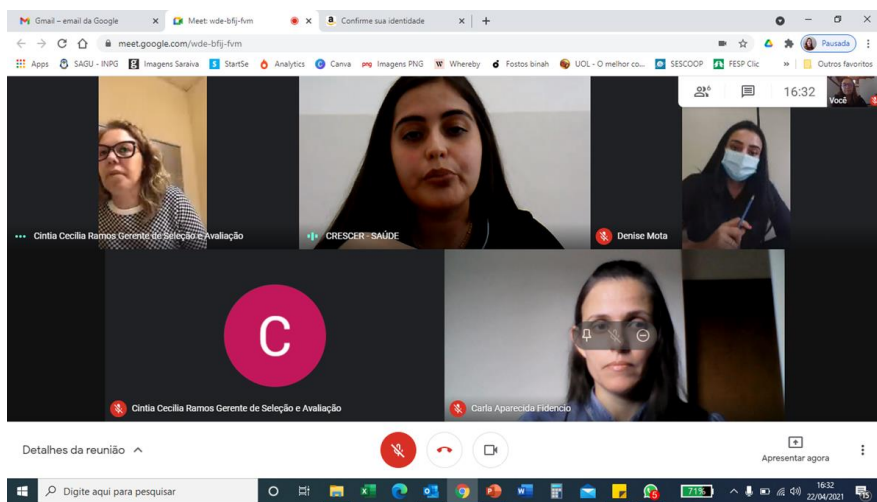 Gmail – email da Google
Meet: wde-bfij-fvm
Confirme sua identidade
meet.google.com/wde-bfij-fvm
Pausada
Apps
SAGU - INPG
Imagens Saraiva
StartSe
Analytics
Canva
png Imagens PNG
Whereby
Fostos binah
UOL - O melhor co...
SESCOOP
FESP Clic
Outros favoritos
6
16:32
Você
Cintia Cecília Ramos Gerente de Seleção e Avaliação
CRESCER - SAÚDE
Denise Mota
C
Cintia Cecilia Ramos Gerente de Seleção e Avaliação
Carla Aparecida Fidencio
Detalhes da reunião
Apresentar agora
Digite aqui para pesquisar
71%
16:32
22/04/2021